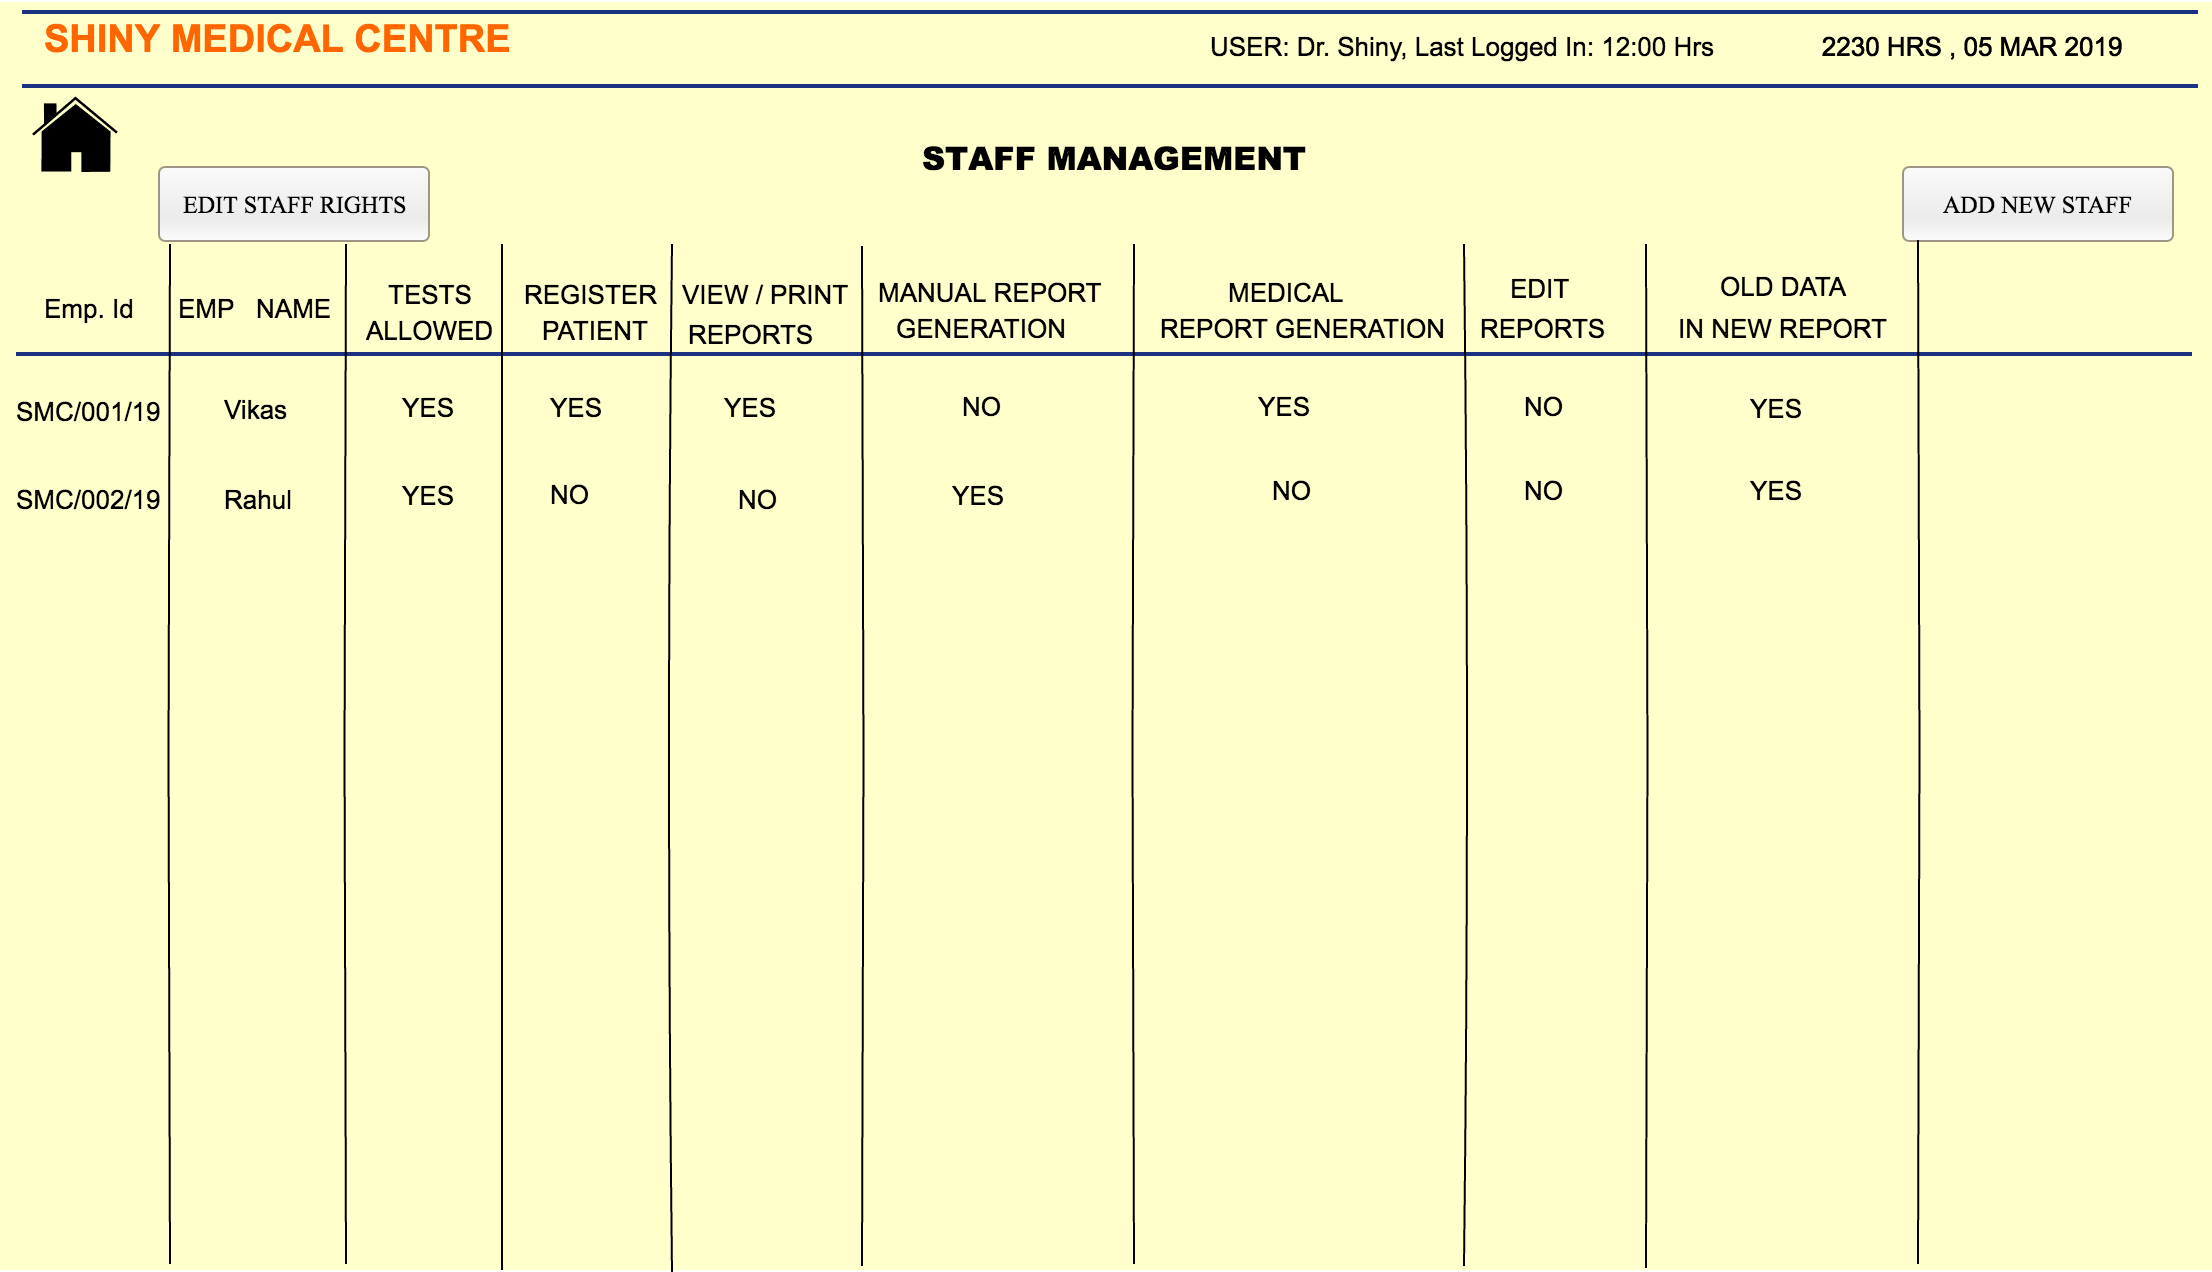 SHINY MEDICAL CENTRE
USER: Dr. Shiny, Last Logged In: 12:00 Hrs
2230 HRS , 05 MAR 2019
STAFF MANAGEMENT
EDIT STAFF RIGHTS
ADD NEW STAFF
Emp. Id
EMP NAME
TESTS
ALLOWED
REGISTER
PATIENT
VIEW / PRINT
REPORTS
MANUAL REPORT
GENERATION
MEDICAL
REPORT GENERATION
EDIT
REPORTS
OLD DATA
IN NEW REPORT
SMC/001/19 Vikas YES YES YES NO YES NO YES
SMC/002/19 Rahul YES NO NO YES NO NO YES